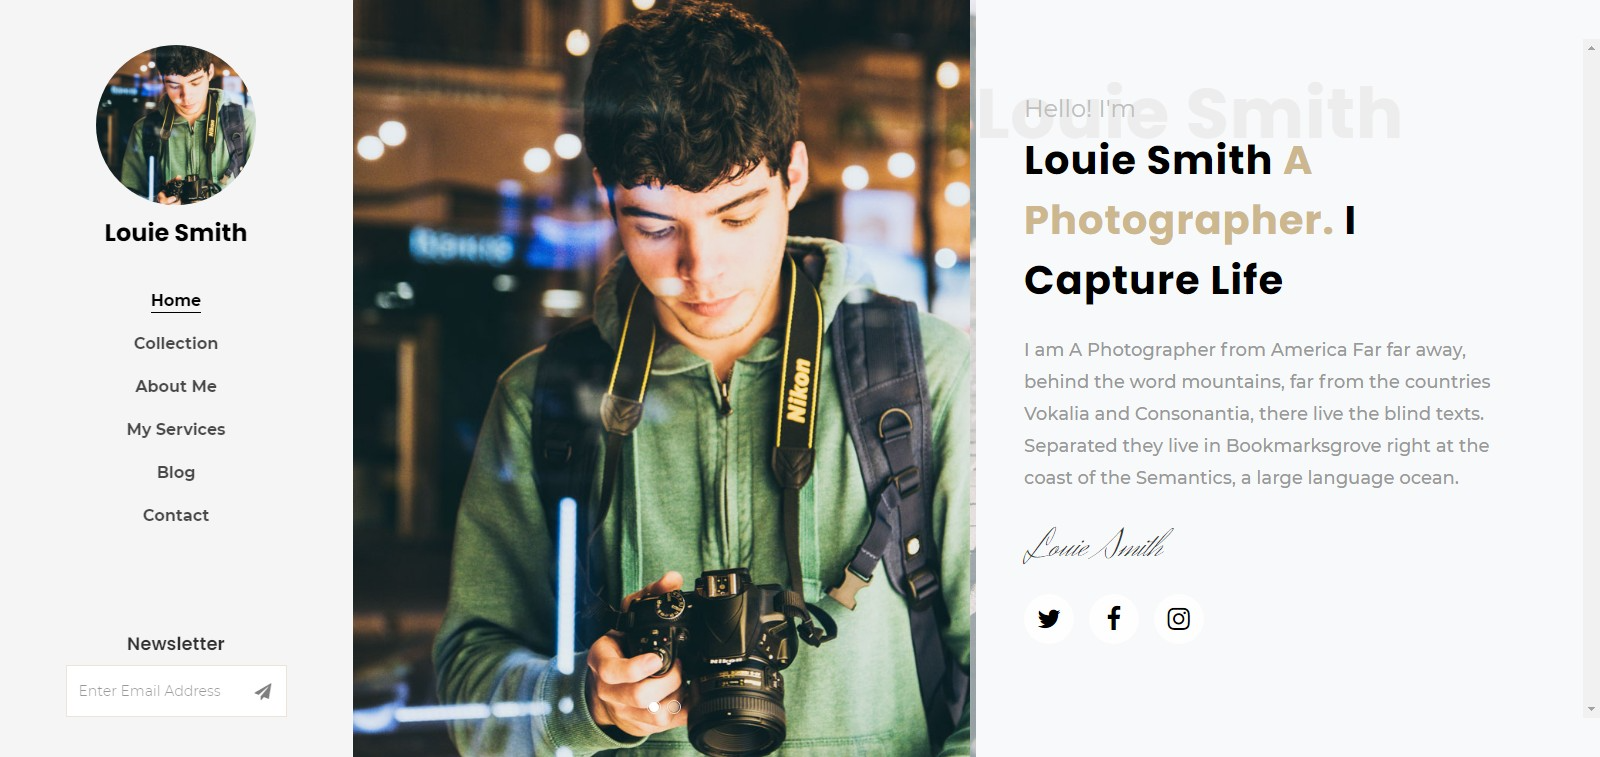 Louie Smith
Home
Collection
About Me
My Services
Blog
Contact
Newsletter
Enter Email Address
Nikon
Nikon
Louie Smith
Hello! I'm
Louie Smith A
Photographer. I
Capture Life
I am A Photographer from America Far far away,
behind the word mountains, far from the countries
Vokalia and Consonantia, there live the blind texts.
Separated they live in Bookmarksgrove right at the
coast of the Semantics, a large language ocean.
Louie Smith